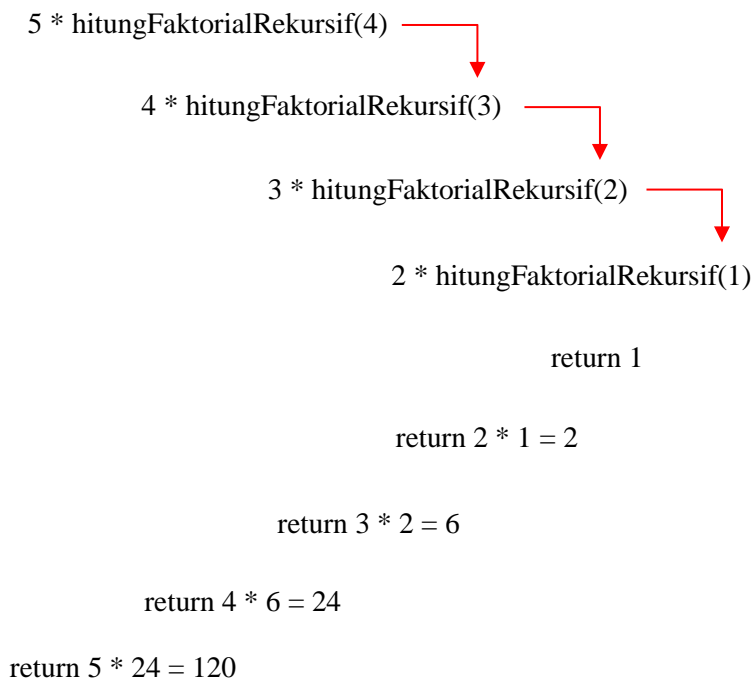 5 * hitungFaktorialRekursif(4)
4 * hitungFaktorialRekursif(3)
3 * hitungFaktorialRekursif(2)
2 * hitungFaktorialRekursif(1)
return 1
return 2 * 1 = 2
return 3 * 2 = 6
return 4 * 6 = 24
return 5 * 24 = 120